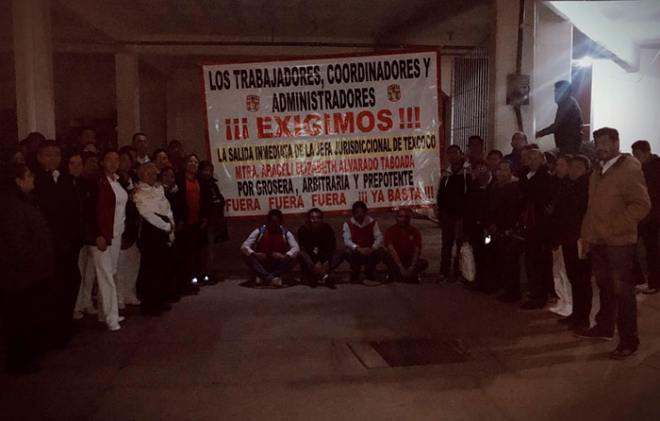 LOS TRABAJADORES, COORDINADORES Y
ADMINISTRADORES
¡¡¡ EXIGIMOS !!!
LA SALIDA INMEDIATA DE LA JEFA JURISDICCIONAL DE TEXCOCO
MTRA. ARACELI ELIZABETH ALVARADO TABOADA
POR GROSERA , ARBITRARIA Y PREPOTENTE
FUERA FUERA FUERA ¡¡¡ YA BASTA !!!